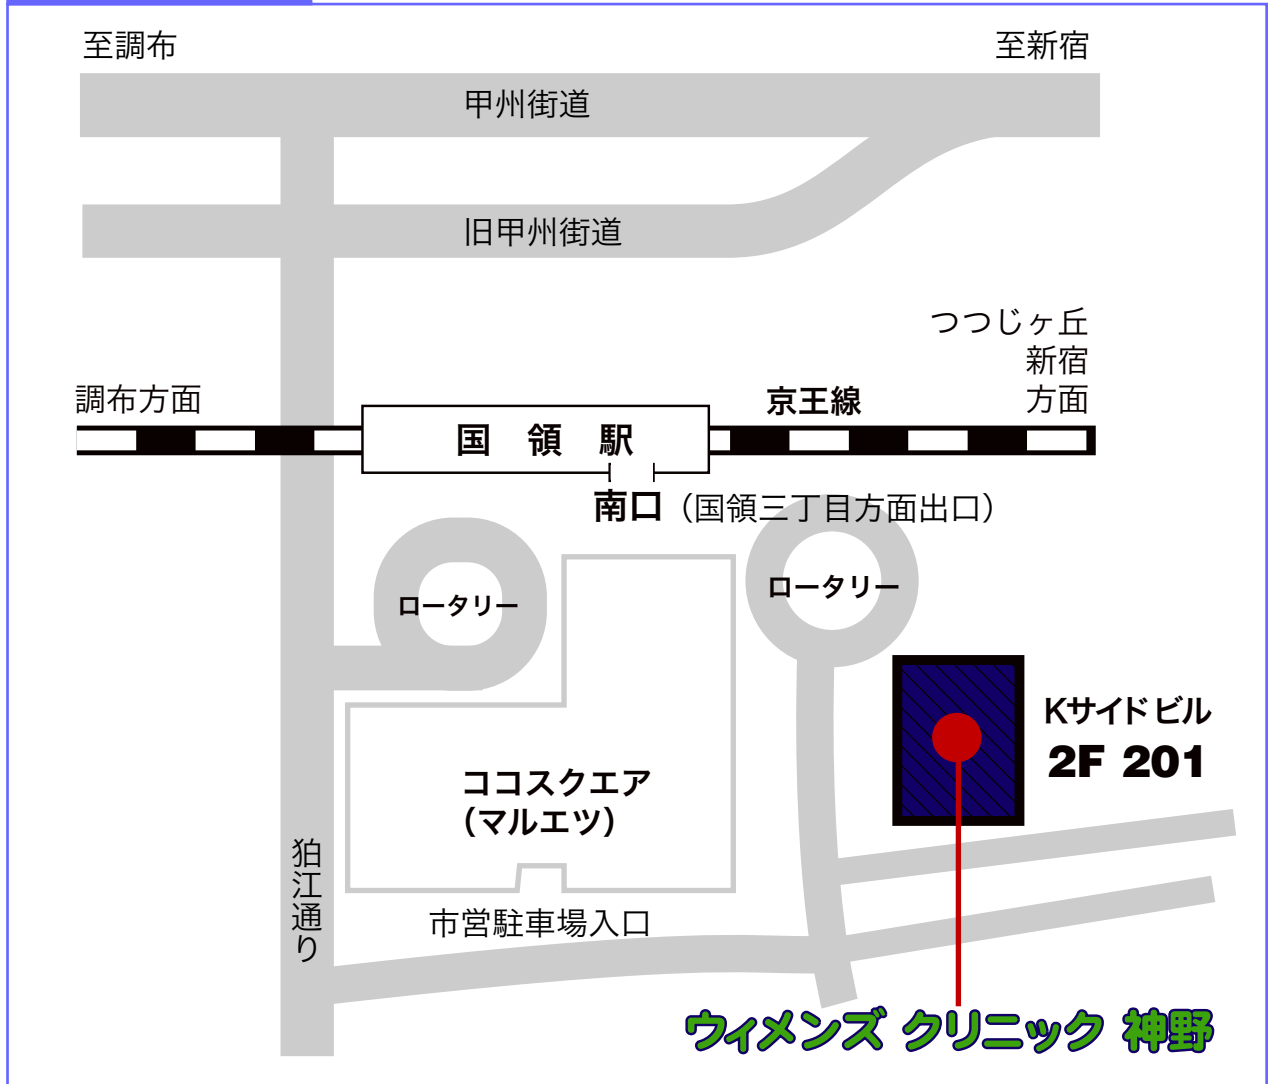 至調布
至新宿
甲州街道
旧甲州街道
つつじヶ丘
新宿
方面
調布方面
京王線
国 領 駅
南口（国領三丁目方面出口）
ロータリー
ロータリー
Kサイドビル
2F 201
ココスクエア
（マルエツ）
狛江通り
市営駐車場入口
ウィメンズ クリニック 神野